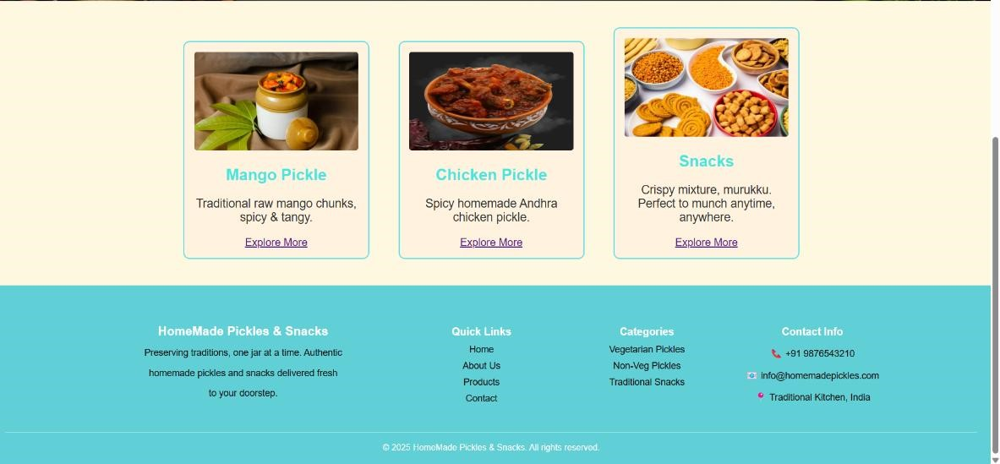 Mango Pickle
Traditional raw mango chunks,
spicy & tangy.
Explore More
Chicken Pickle
Spicy homemade Andhra
chicken pickle.
Explore More
Snacks
Crispy mixture, murukku.
Perfect to munch anytime,
anywhere.
Explore More
HomeMade Pickles & Snacks
Preserving traditions, one jar at a time. Authentic
homemade pickles and snacks delivered fresh
to your doorstep.
Quick Links
Home
About Us
Products
Contact
Categories
Vegetarian Pickles
Non-Veg Pickles
Traditional Snacks
Contact Info
+91 9876543210
info@homemadepickles.com
Traditional Kitchen, India
© 2025 HomeMade Pickles & Snacks. All rights reserved.